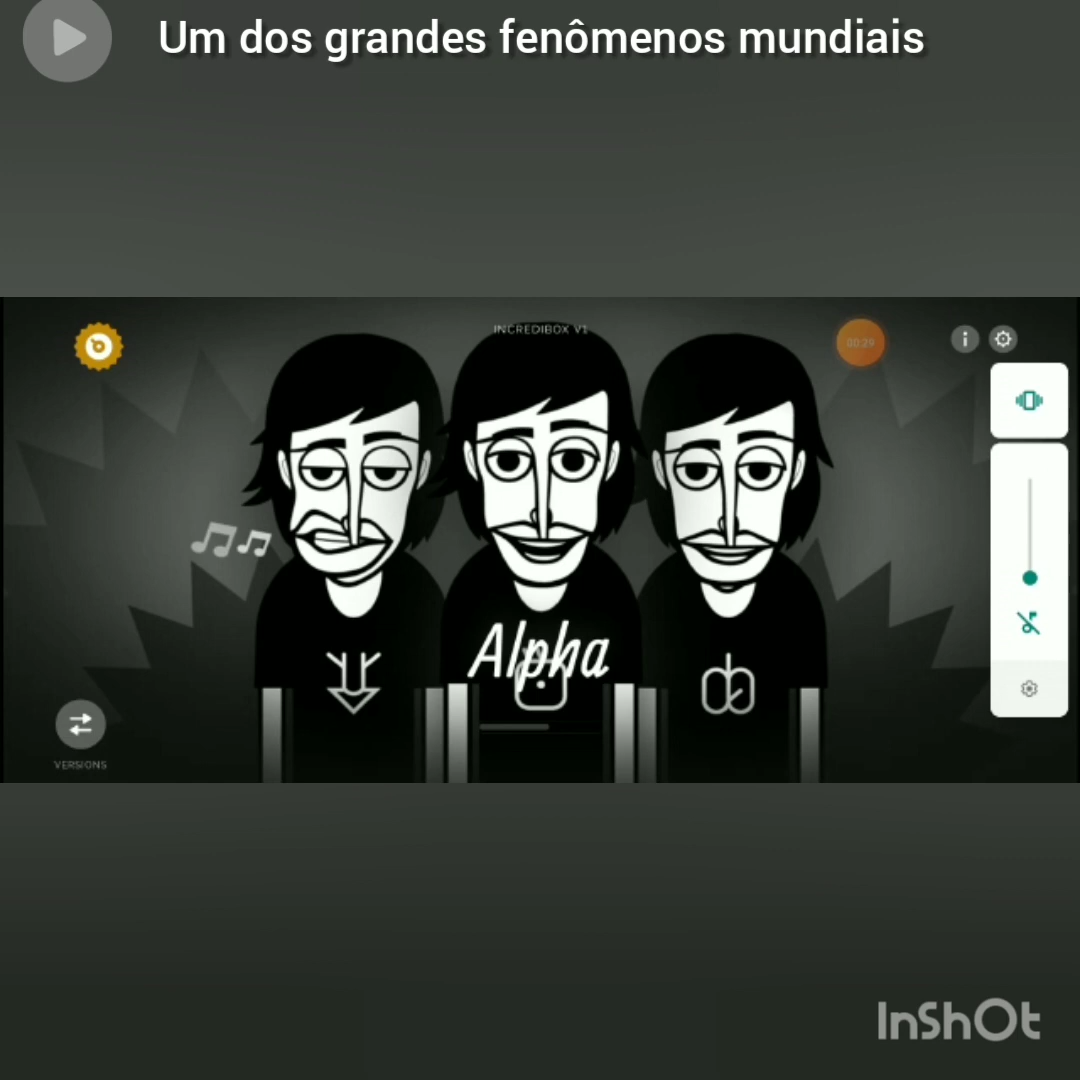 Um dos grandes fenômenos mundiais
INCREDIBOX V1
00:29
Alpha
VERSIONS
InShOt